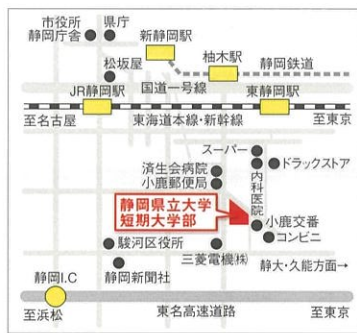 市役所
静岡庁舎
県庁
新静岡駅
柚木駅
静岡鉄道
松坂屋
国道一号線
JR静岡駅
東静岡駅
至名古屋
東海道本線・新幹線
至東京
スーパー
ドラックストア
済生会病院
小鹿郵便局
内科医院
静岡県立大学
短期大学部
小鹿交番
コンビニ
駿河区役所
三菱電機㈱
静大・久能方面→
静岡新聞社
静岡I.C
東名高速道路
至浜松
至東京